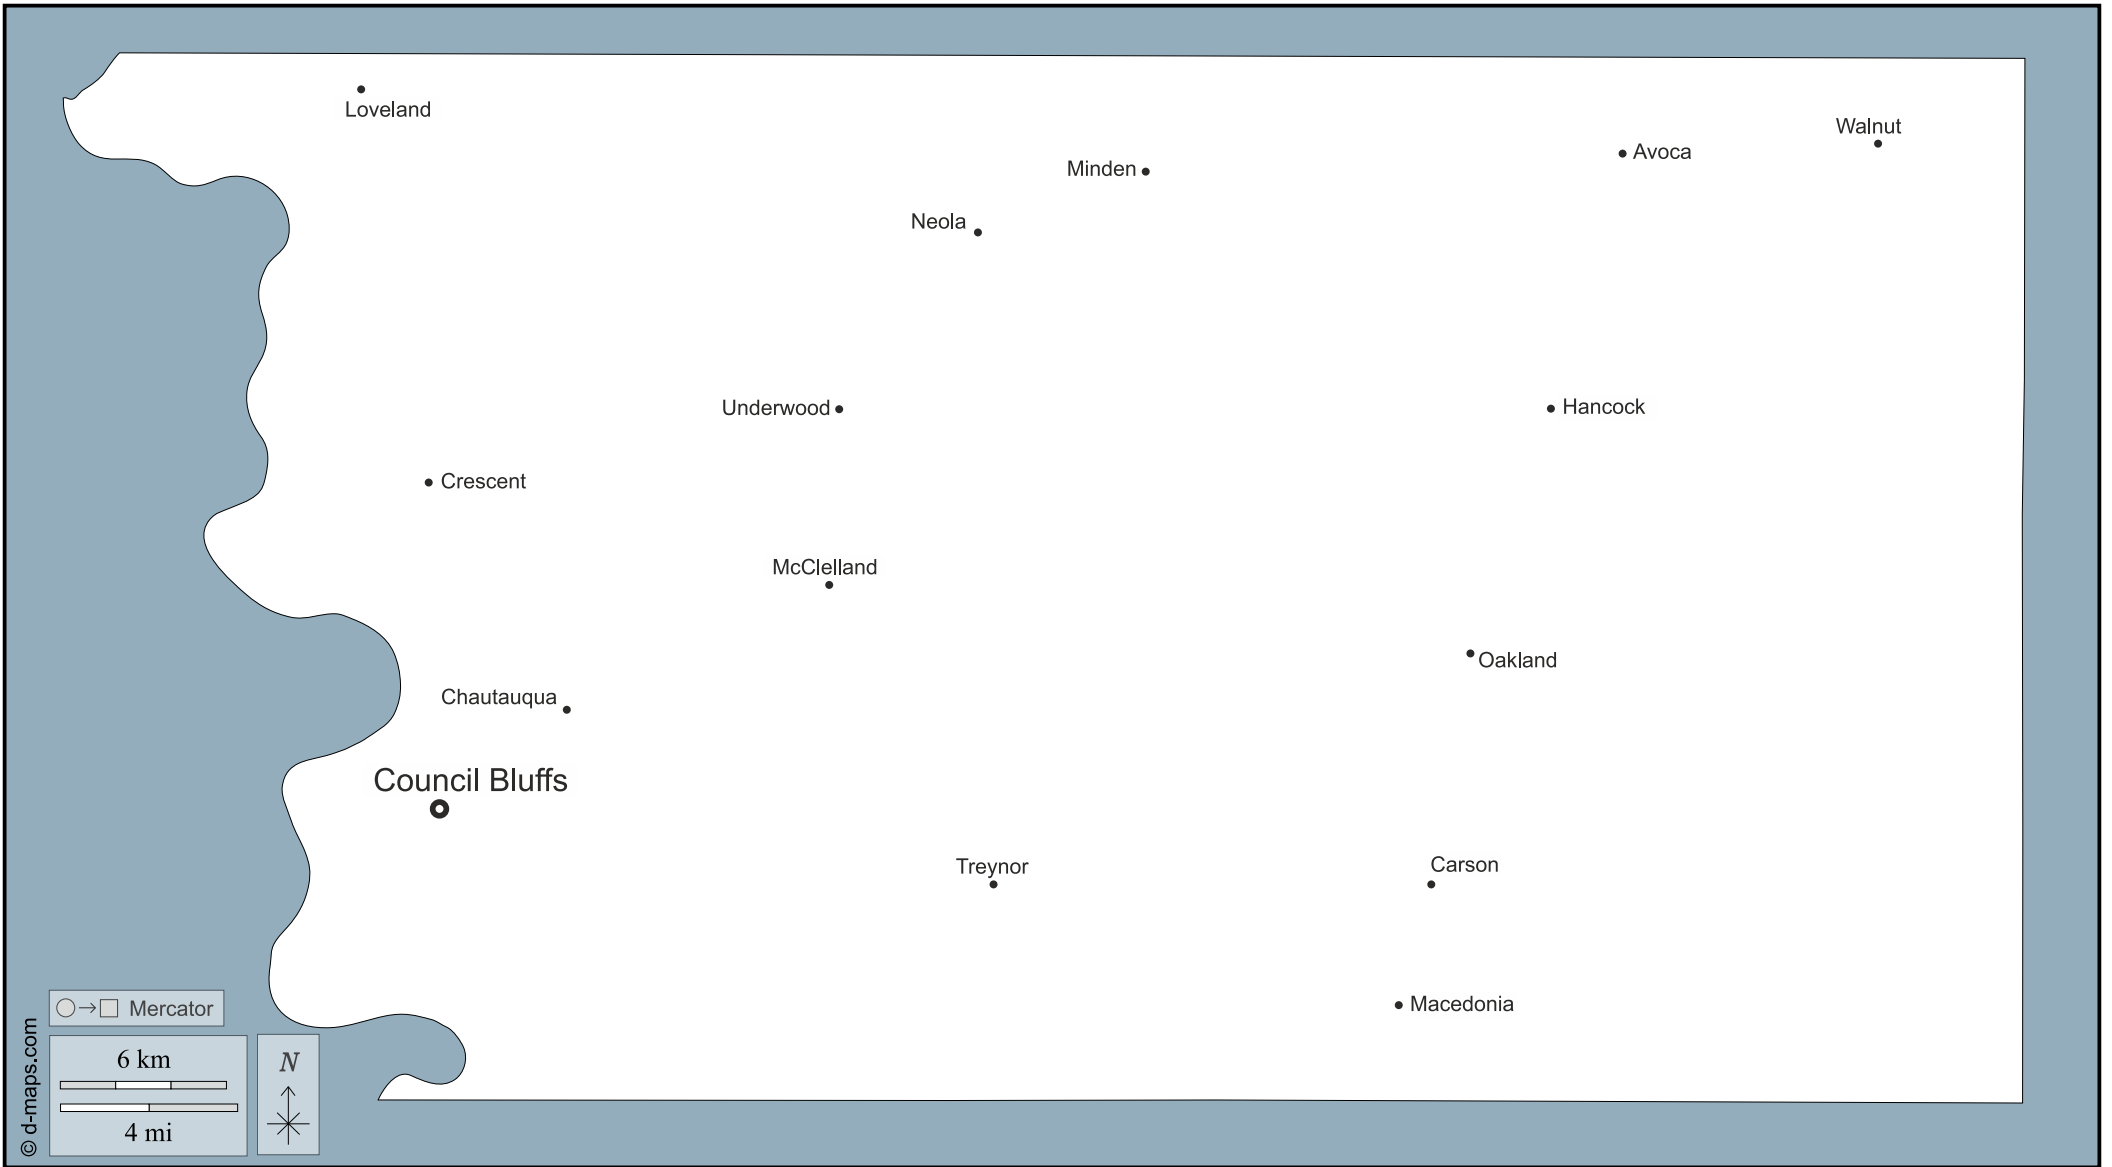 Loveland
Walnut
Avoca
Minden
Neola
Underwood
Hancock
Crescent
McClelland
Oakland
Chautauqua
Council Bluffs
Treynor
Carson
Macedonia
Mercator
6 km
4 mi
N
© d-maps.com